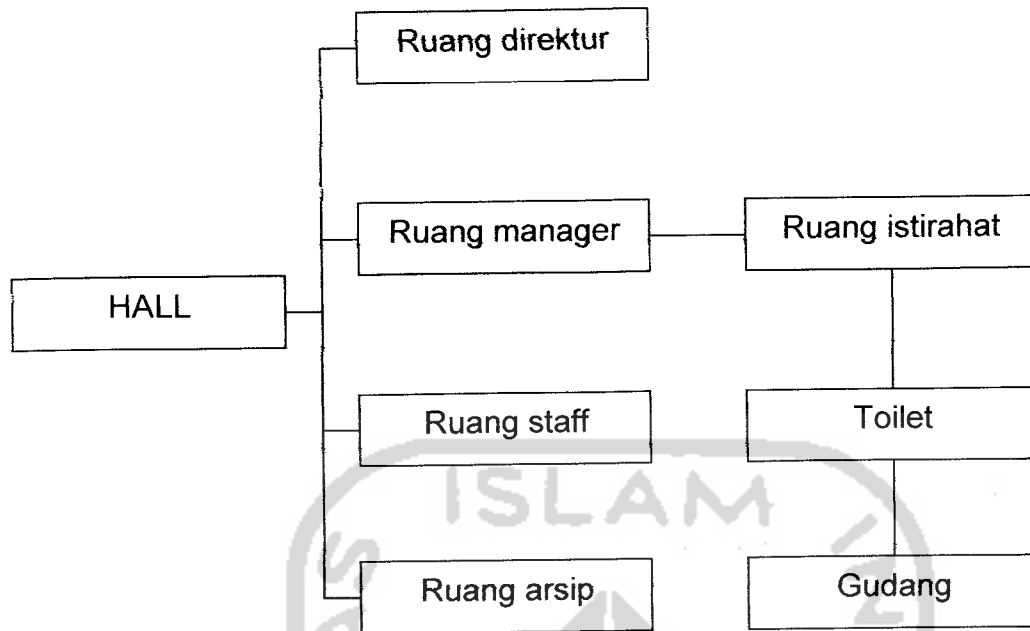 Ruang direktur
Ruang manager
Ruang istirahat
HALL
Ruang staff
Toilet
ISLAM
Ruang arsip
Gudang